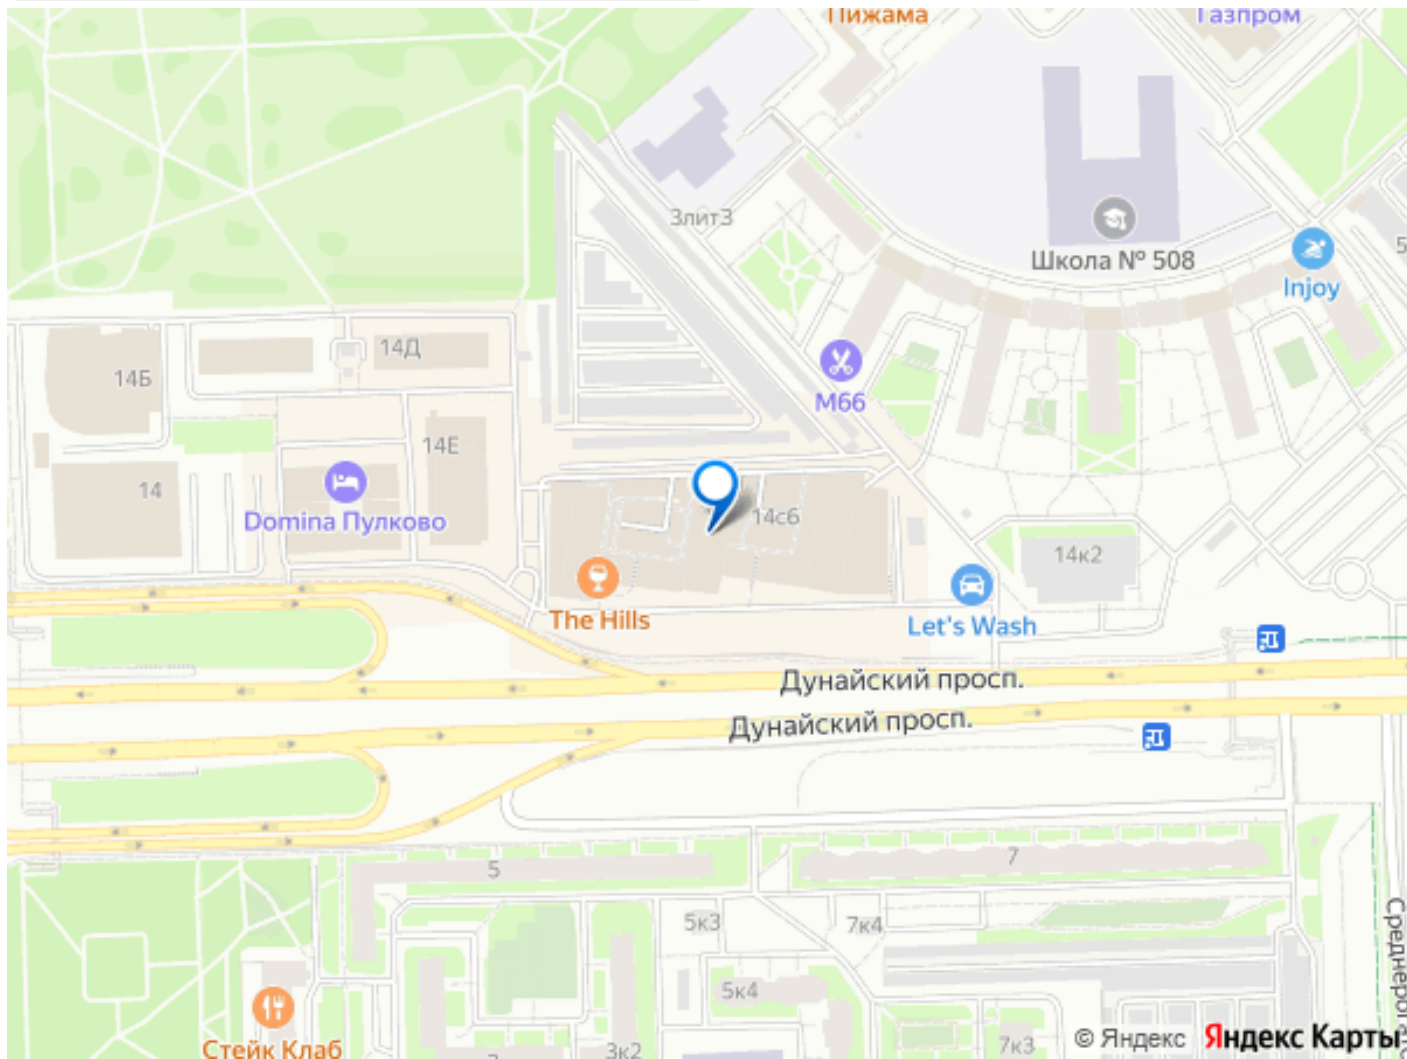 Пижама
Газпром
3лит3
Школа № 508
Injoy
14Д
14Б
М66
14Е
14
Domina Пулково
14с6
14к2
The Hills
Let's Wash
Дунайский просп.
Дунайский просп.
5
7
5к3
7к4
5к4
Стейк Клаб
3к2
7к3
© Яндекс Яндекс Карты